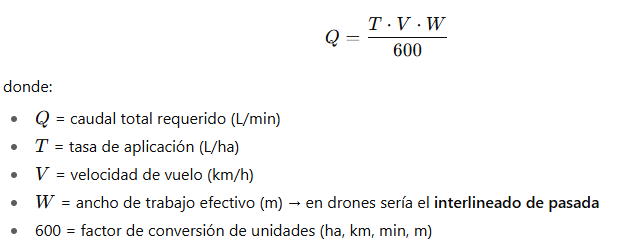 Q = T · V · W / 600
donde:
• Q = caudal total requerido (L/min)
• T = tasa de aplicación (L/ha)
• V = velocidad de vuelo (km/h)
• W = ancho de trabajo efectivo (m) → en drones sería el interlineado de pasada
• 600 = factor de conversión de unidades (ha, km, min, m)